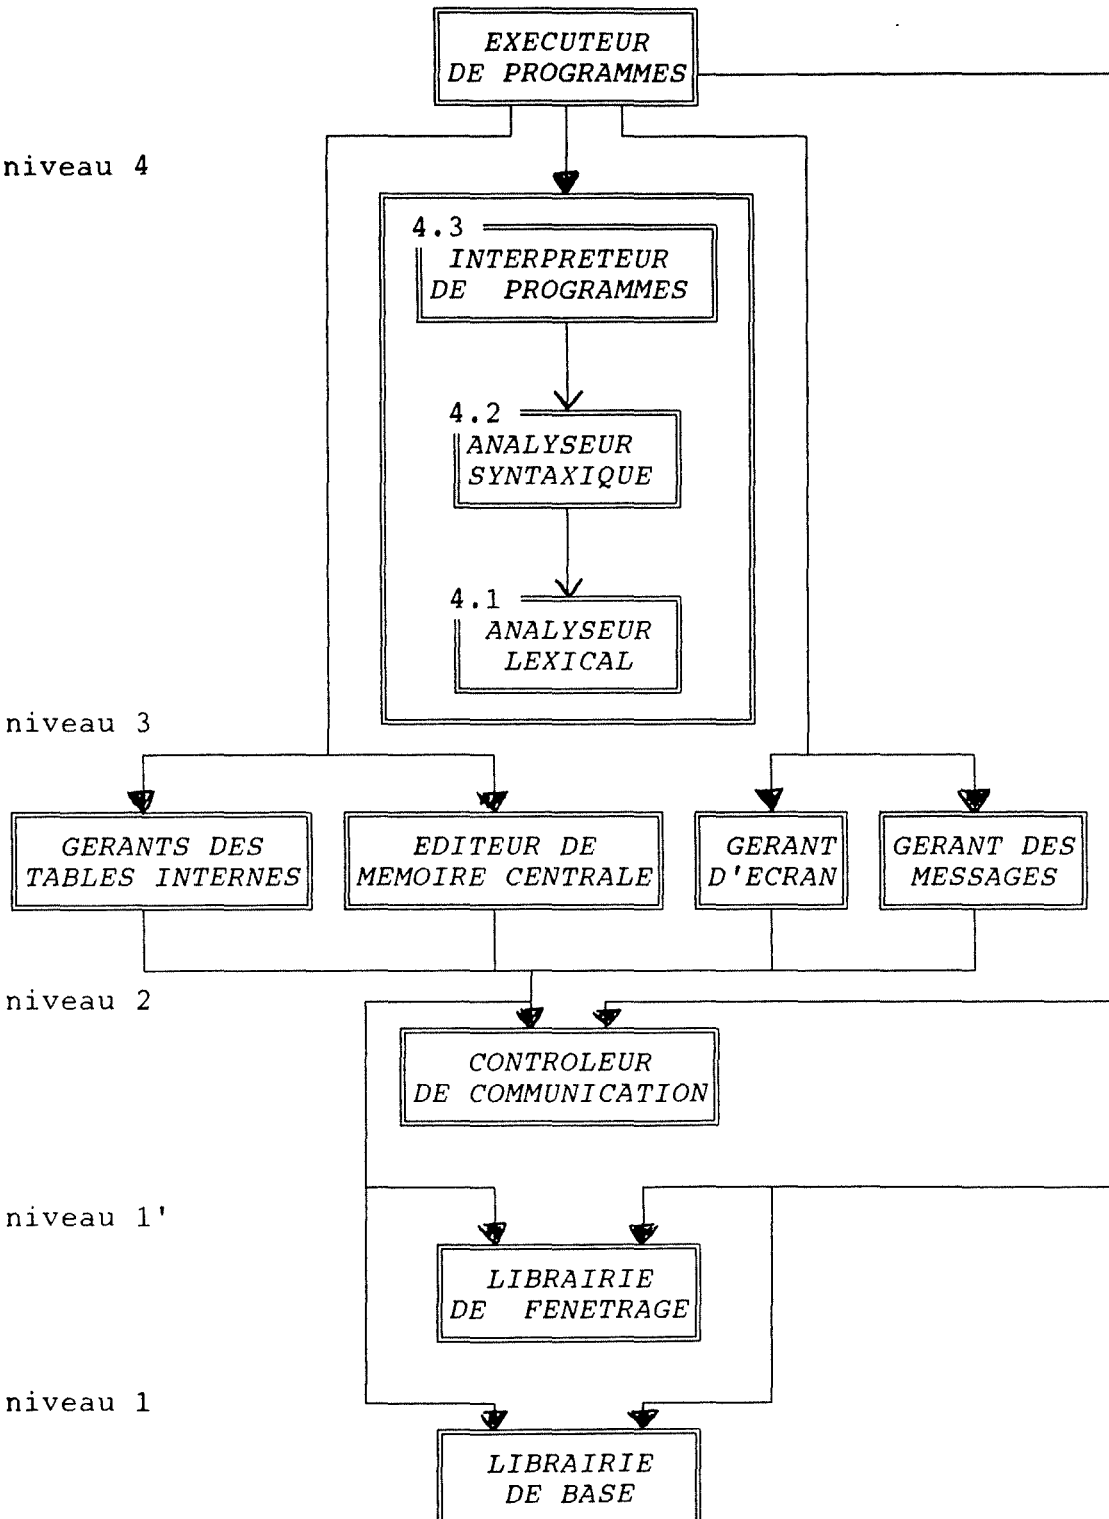 EXECUTEUR
DE PROGRAMMES
niveau 4
4.3
INTERPRETEUR
DE PROGRAMMES
4.2
ANALYSEUR
SYNTAXIQUE
4.1
ANALYSEUR
LEXICAL
niveau 3
GERANTS DES
TABLES INTERNES
EDITEUR DE
MEMOIRE CENTRALE
GERANT
D'ECRAN
GERANT DES
MESSAGES
niveau 2
CONTROLEUR
DE COMMUNICATION
niveau 1'
LIBRAIRIE
DE FENETRAGE
niveau 1
LIBRAIRIE
DE BASE